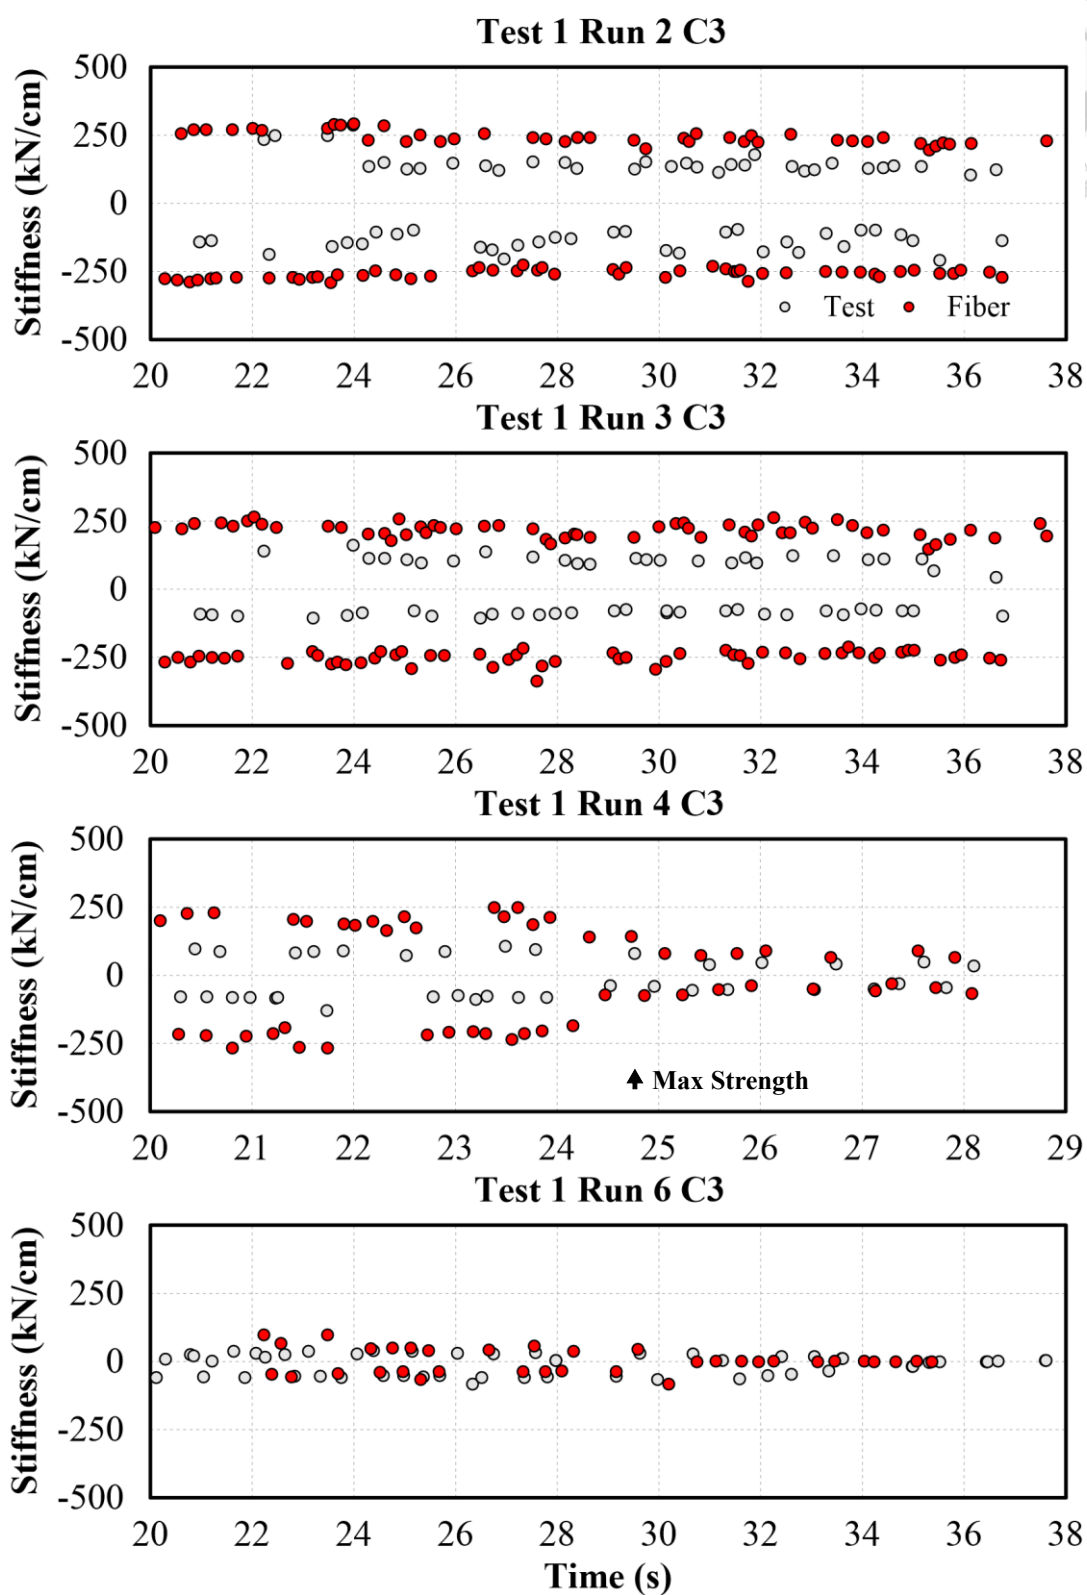 Test 1 Run 2 C3
Stiffness (kN/cm)
500
250
0
-250
-500
Test Fiber
20 22 24 26 28 30 32 34 36 38
Test 1 Run 3 C3
Stiffness (kN/cm)
500
250
0
-250
-500
20 22 24 26 28 30 32 34 36 38
Test 1 Run 4 C3
Stiffness (kN/cm)
500
250
0
-250
-500
Max Strength
20 21 22 23 24 25 26 27 28 29
Test 1 Run 6 C3
Stiffness (kN/cm)
500
250
0
-250
-500
20 22 24 26 28 30 32 34 36 38
Time (s)